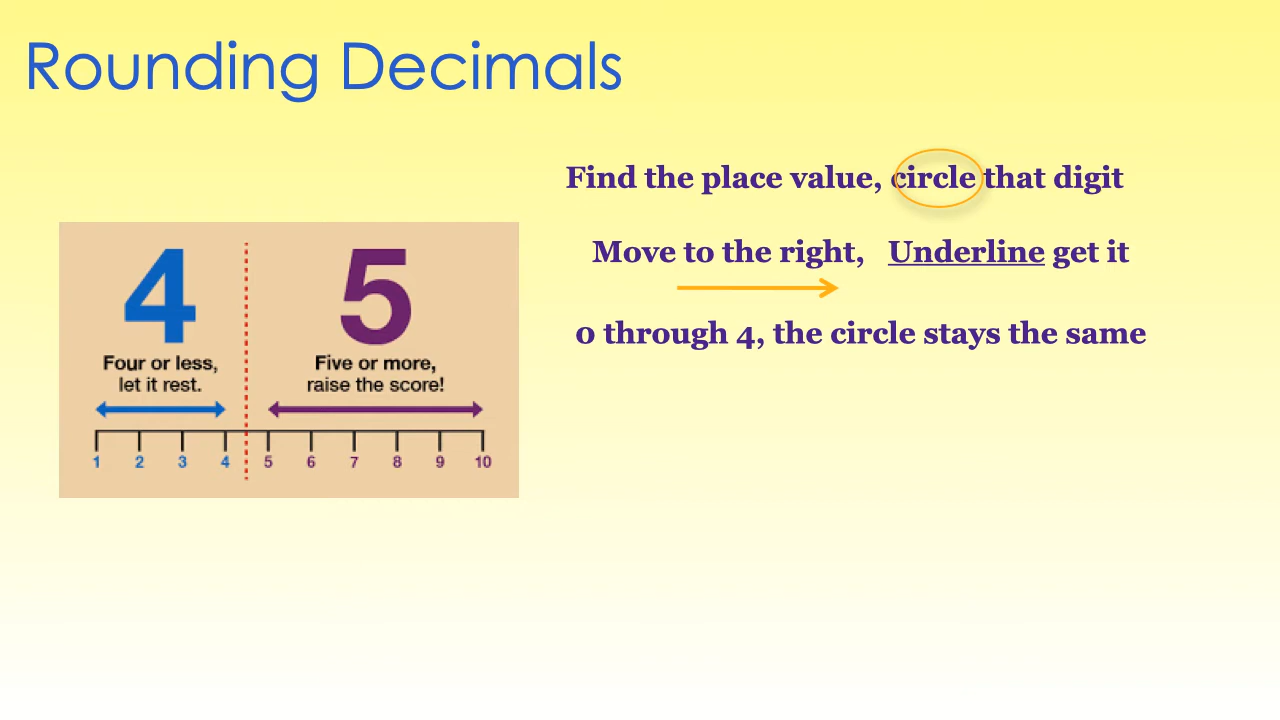 Rounding Decimals
Find the place value, circle that digit
Move to the right, Underline get it
0 through 4, the circle stays the same
4 5
Four or less, Five or more,
let it rest. raise the score!
1 2 3 4 5 6 7 8 9 10